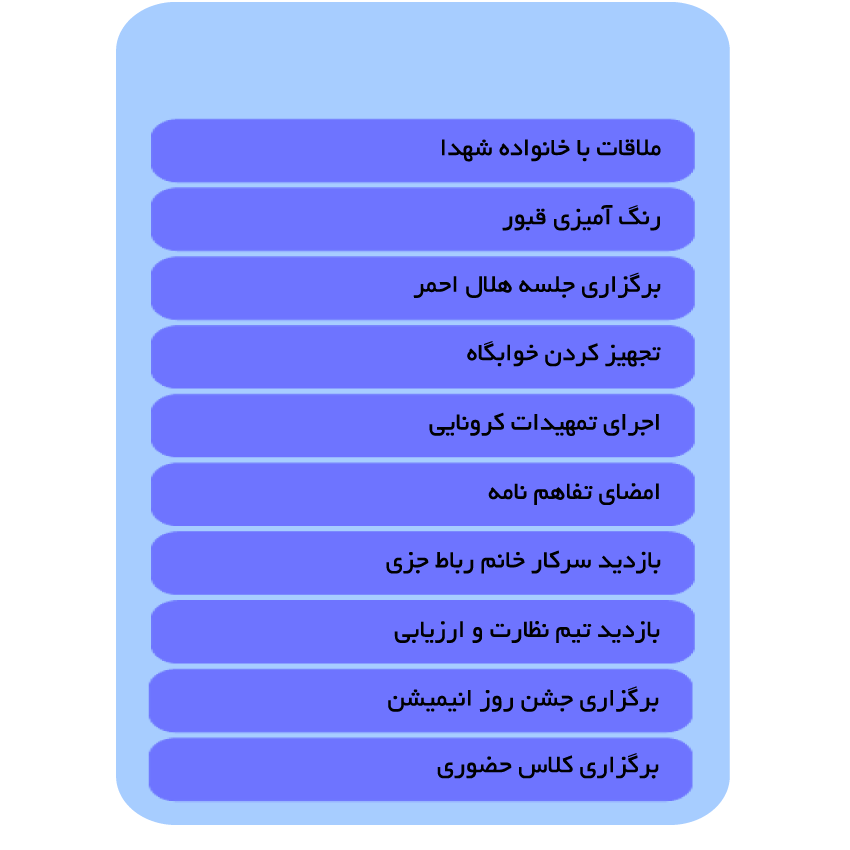 ملاقات با خانواده شهدا
رنگ آمیزی قبور
برگزاری جلسه هلال احمر
تجهیز کردن خوابگاه
اجرای تمهیدات کرونایی
امضای تفاهم نامه
بازدید سرکار خانم رباط جزی
بازدید تیم نظارت و ارزیابی
برگزاری جشن روز انیمیشن
برگزاری کلاس حضوری